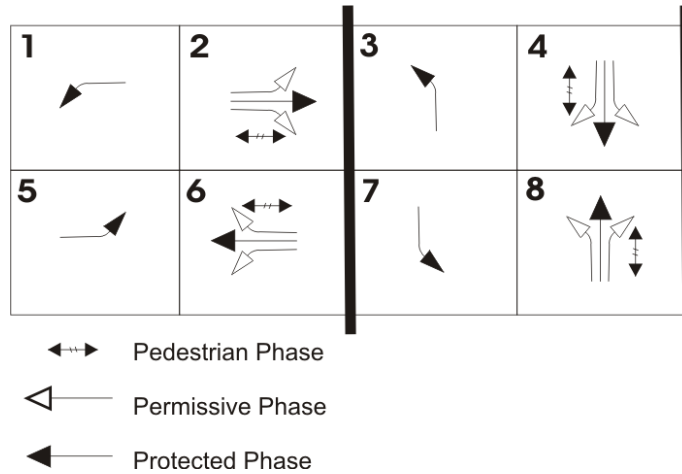 1 2 3 4
5 6 7 8
Pedestrian Phase
Permissive Phase
Protected Phase